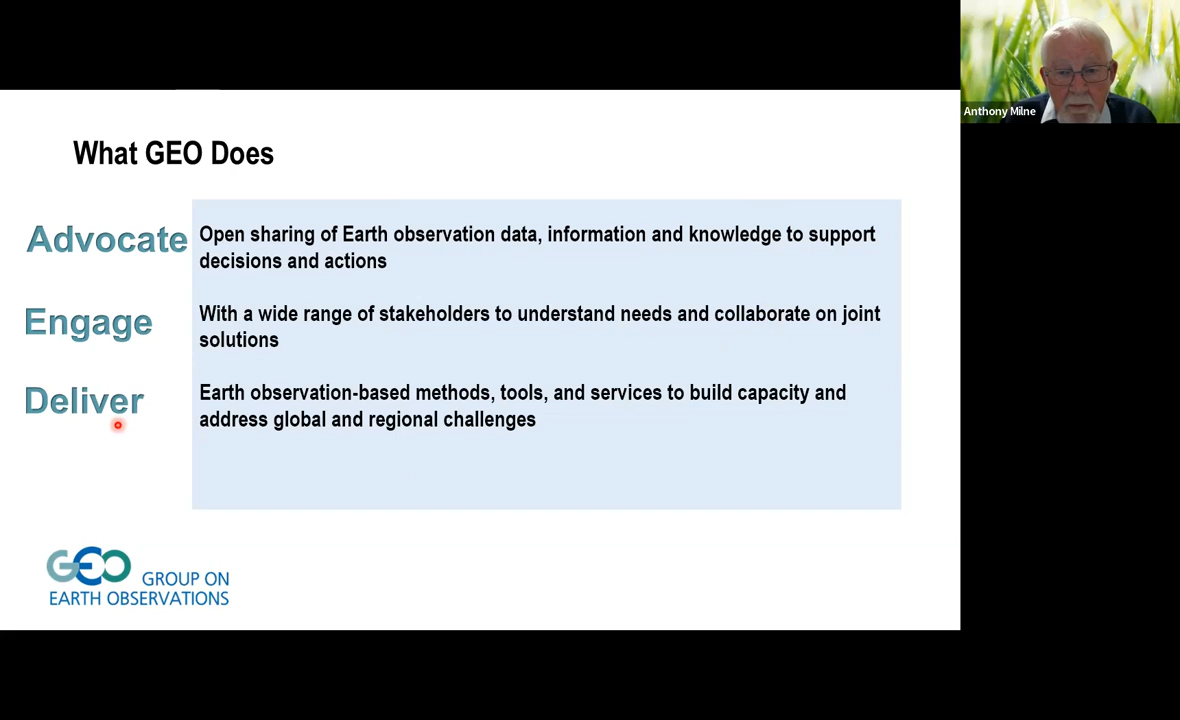 Anthony Milne
What GEO Does
Advocate
Open sharing of Earth observation data, information and knowledge to support
decisions and actions
Engage
With a wide range of stakeholders to understand needs and collaborate on joint
solutions
Deliver
Earth observation-based methods, tools, and services to build capacity and
address global and regional challenges
GEO
GROUP ON
EARTH OBSERVATIONS